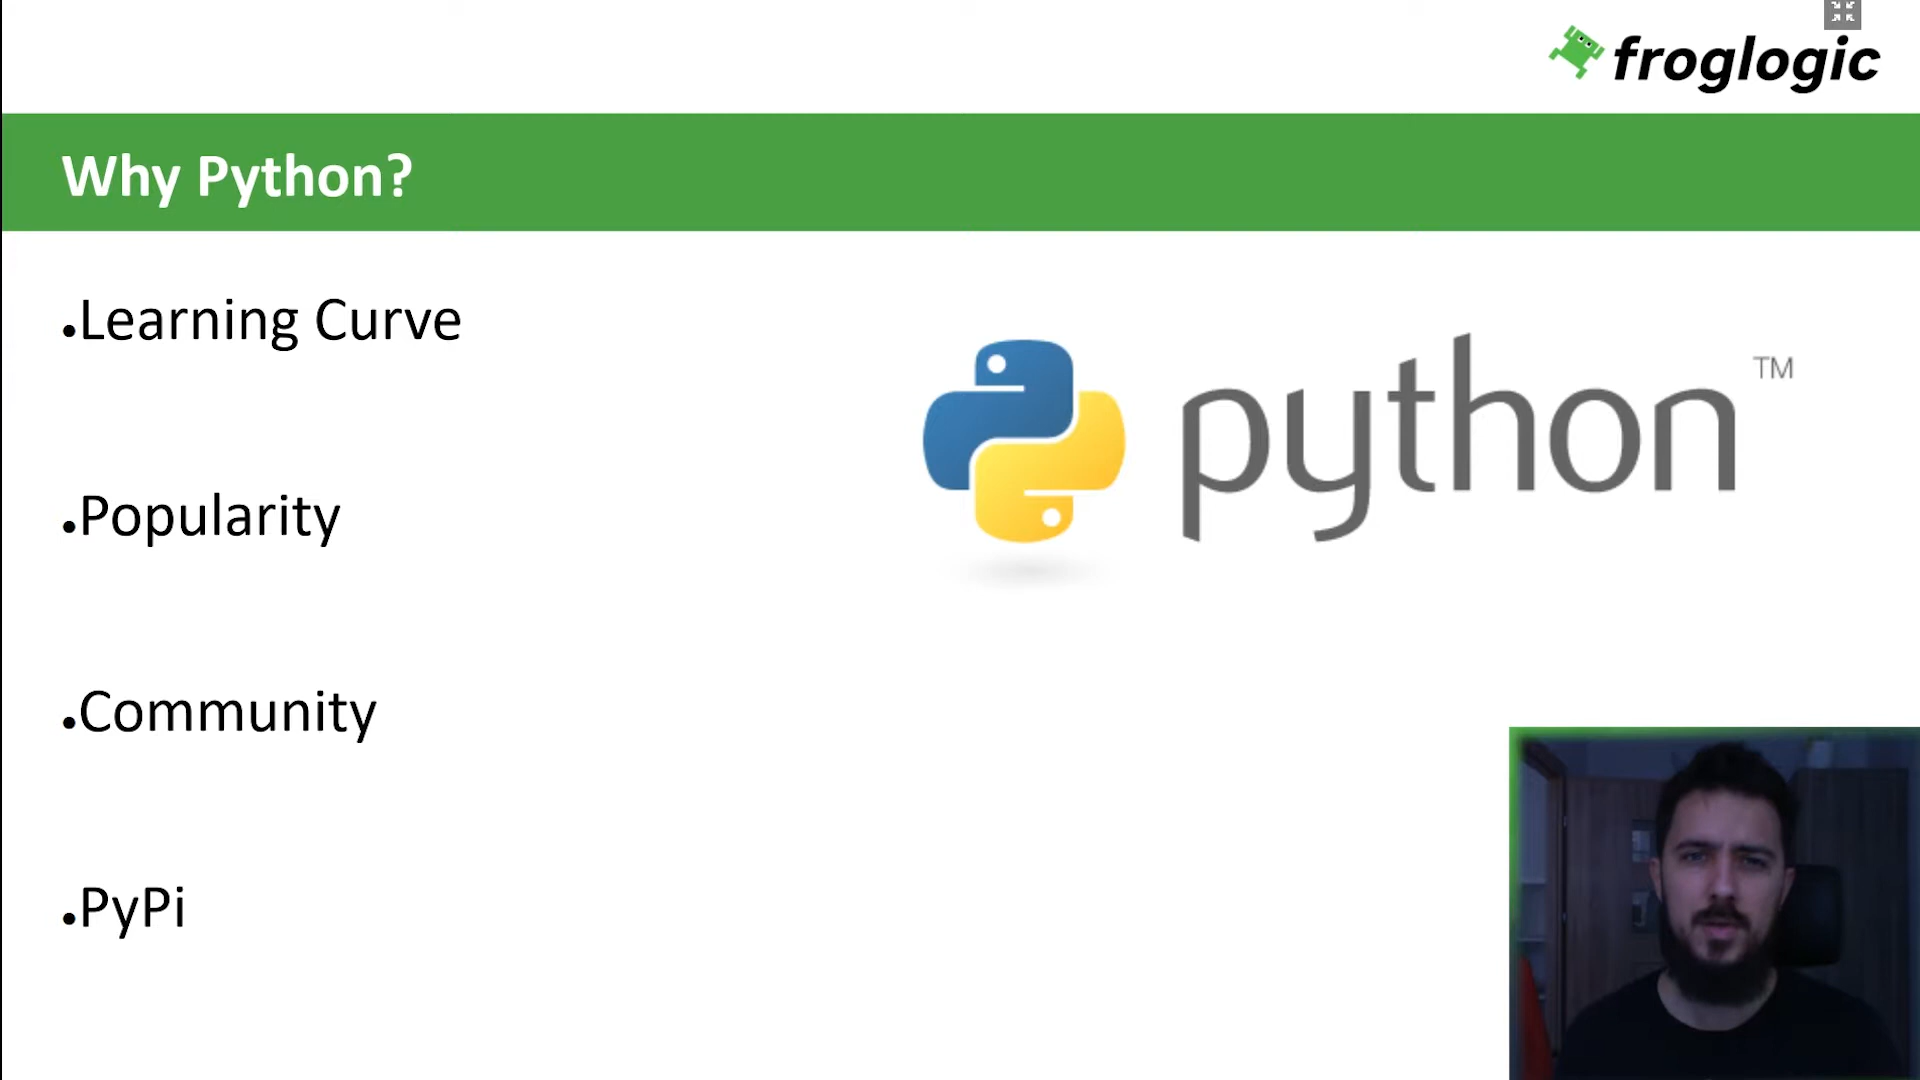 froglogic
Why Python?
•Learning Curve
python™
•Popularity
•Community
•PyPi